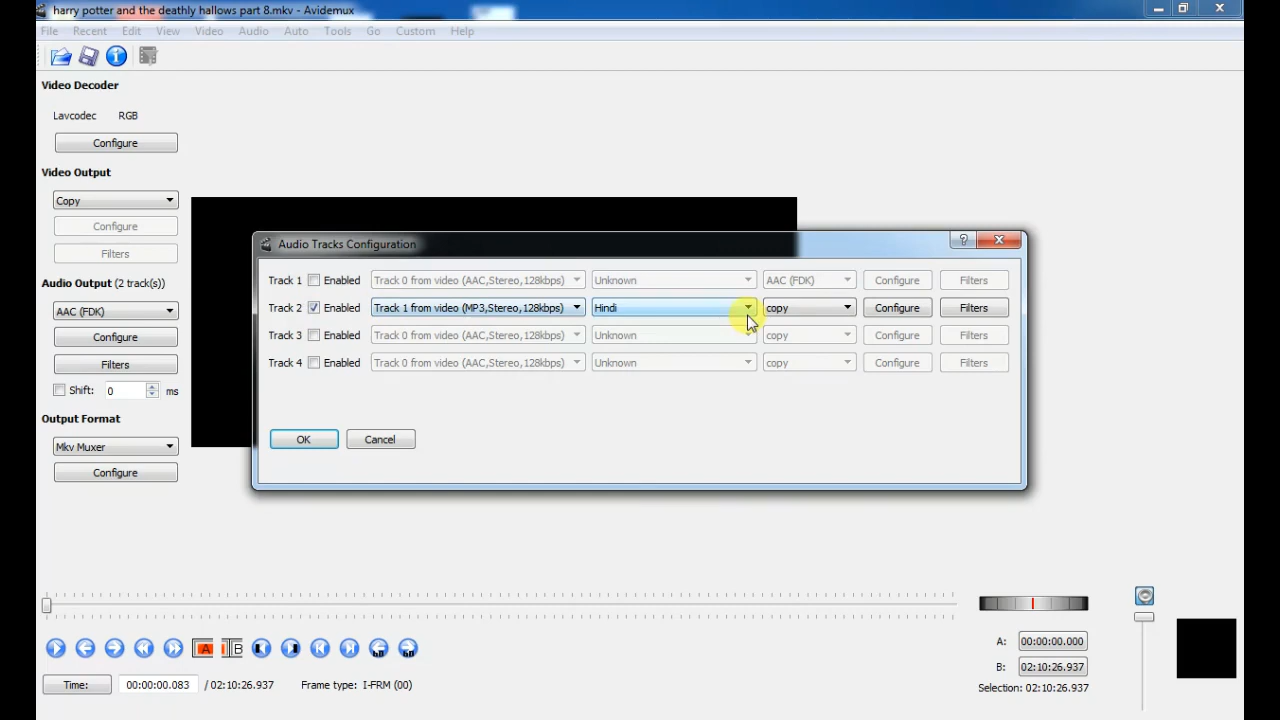 harry potter and the deathly hallows part 8.mkv - Avidemux
File Recent Edit View Video Audio Auto Tools Go Custom Help
Video Decoder
Lavcodec RGB
Configure
Video Output
Copy
Configure
Filters
Audio Output (2 track(s))
AAC (FDK)
Configure
Filters
Shift: 0 ms
Output Format
Mkv Muxer
Configure
Audio Tracks Configuration
Track 1 Enabled Track 0 from video (AAC,Stereo,128kbps) Unknown AAC (FDK) Configure Filters
Track 2 Enabled Track 1 from video (MP3,Stereo,128kbps) Hindi copy Configure Filters
Track 3 Enabled Track 0 from video (AAC,Stereo,128kbps) Unknown copy Configure Filters
Track 4 Enabled Track 0 from video (AAC,Stereo,128kbps) Unknown copy Configure Filters
OK Cancel
A B
60 60
Time: 00:00:00.083 / 02:10:26.937 Frame type: I-FRM (00)
A: 00:00:00.000
B: 02:10:26.937
Selection: 02:10:26.937